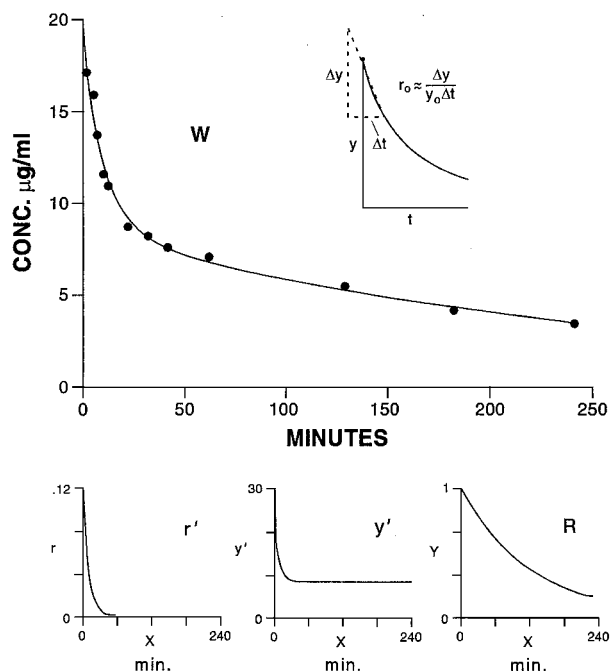 20
15
10
5
0
CONC. μg/ml
W
0 50 100 150 200 250
MINUTES
Δy
Δt
y
t
r₀ ≈ Δy / y₀Δt
.12
r
0
r'
0 X 240
min.
30
y'
0
y'
0 X 240
min.
1
Y
0
R
0 X 240
min.